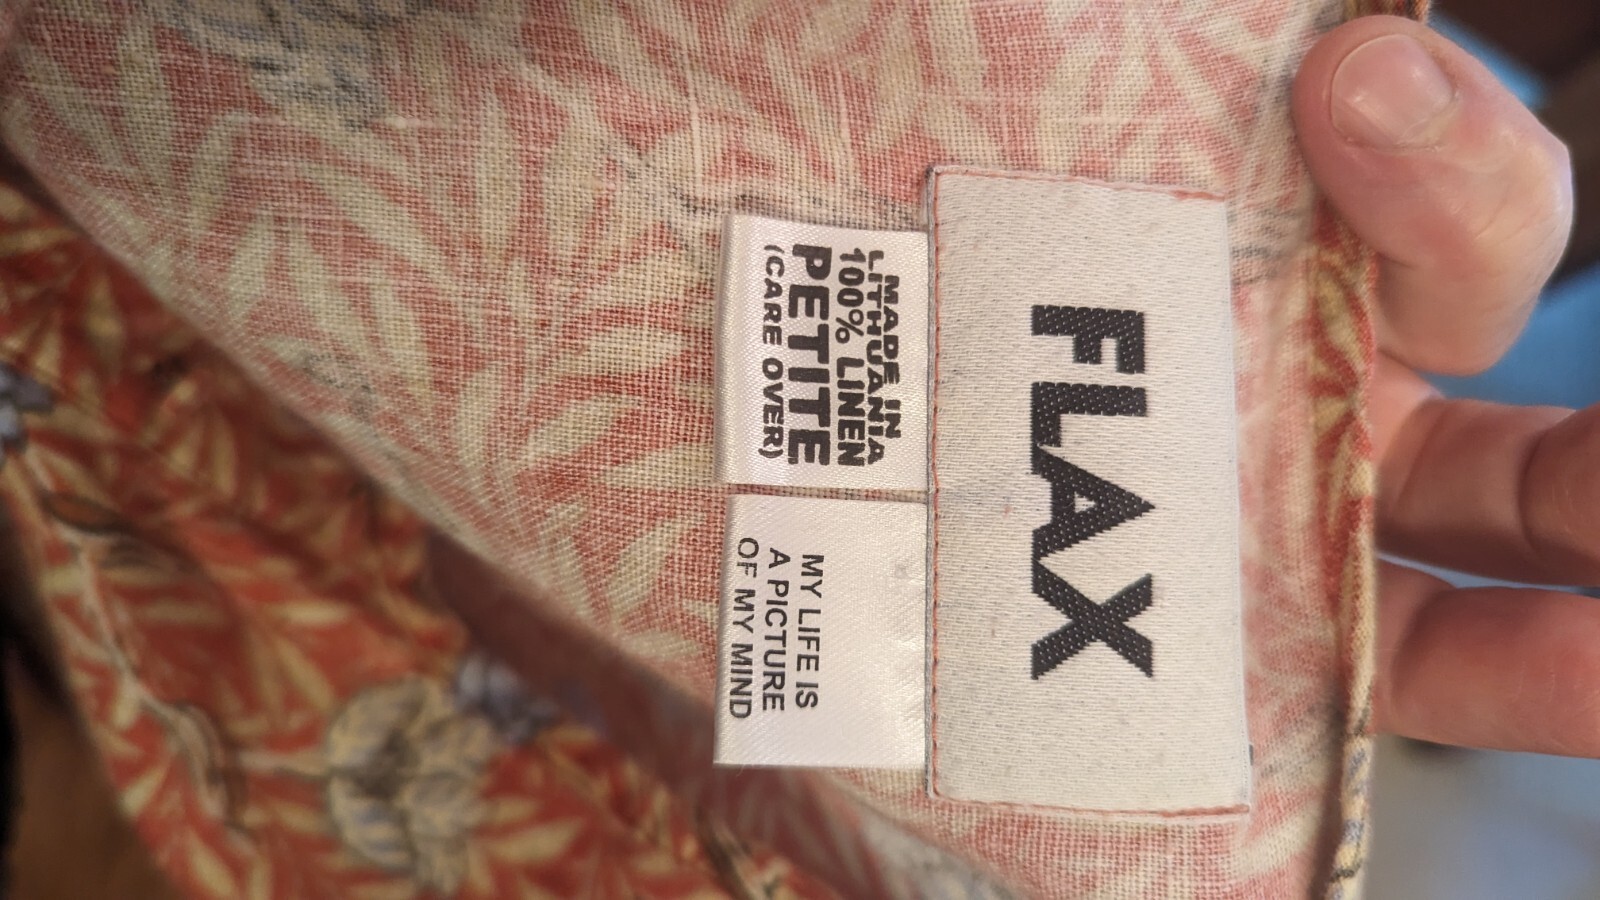 FLAX
MADE IN
LITHUANIA
100% LINEN
PETITE
(CARE OVER)
MY LIFE IS
A PICTURE
OF MY MIND